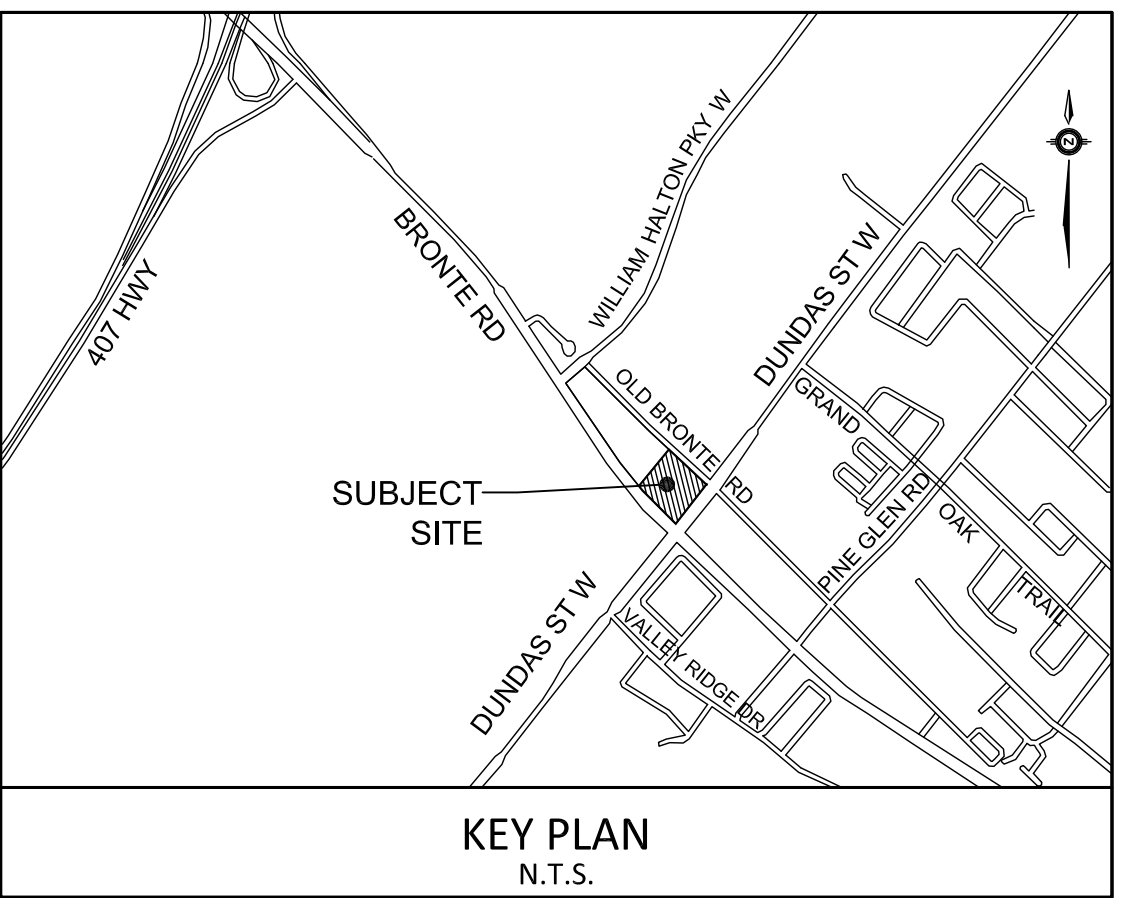 407 HWY
BRONTE RD
WILLIAM HALTON PKY W
DUNDAS ST W
OLD BRONTE RD
GRAND
OAK
TRAIL
PINE GLEN RD
SUBJECT
SITE
DUNDAS ST W
VALLEY RIDGE DR
N
KEY PLAN
N.T.S.